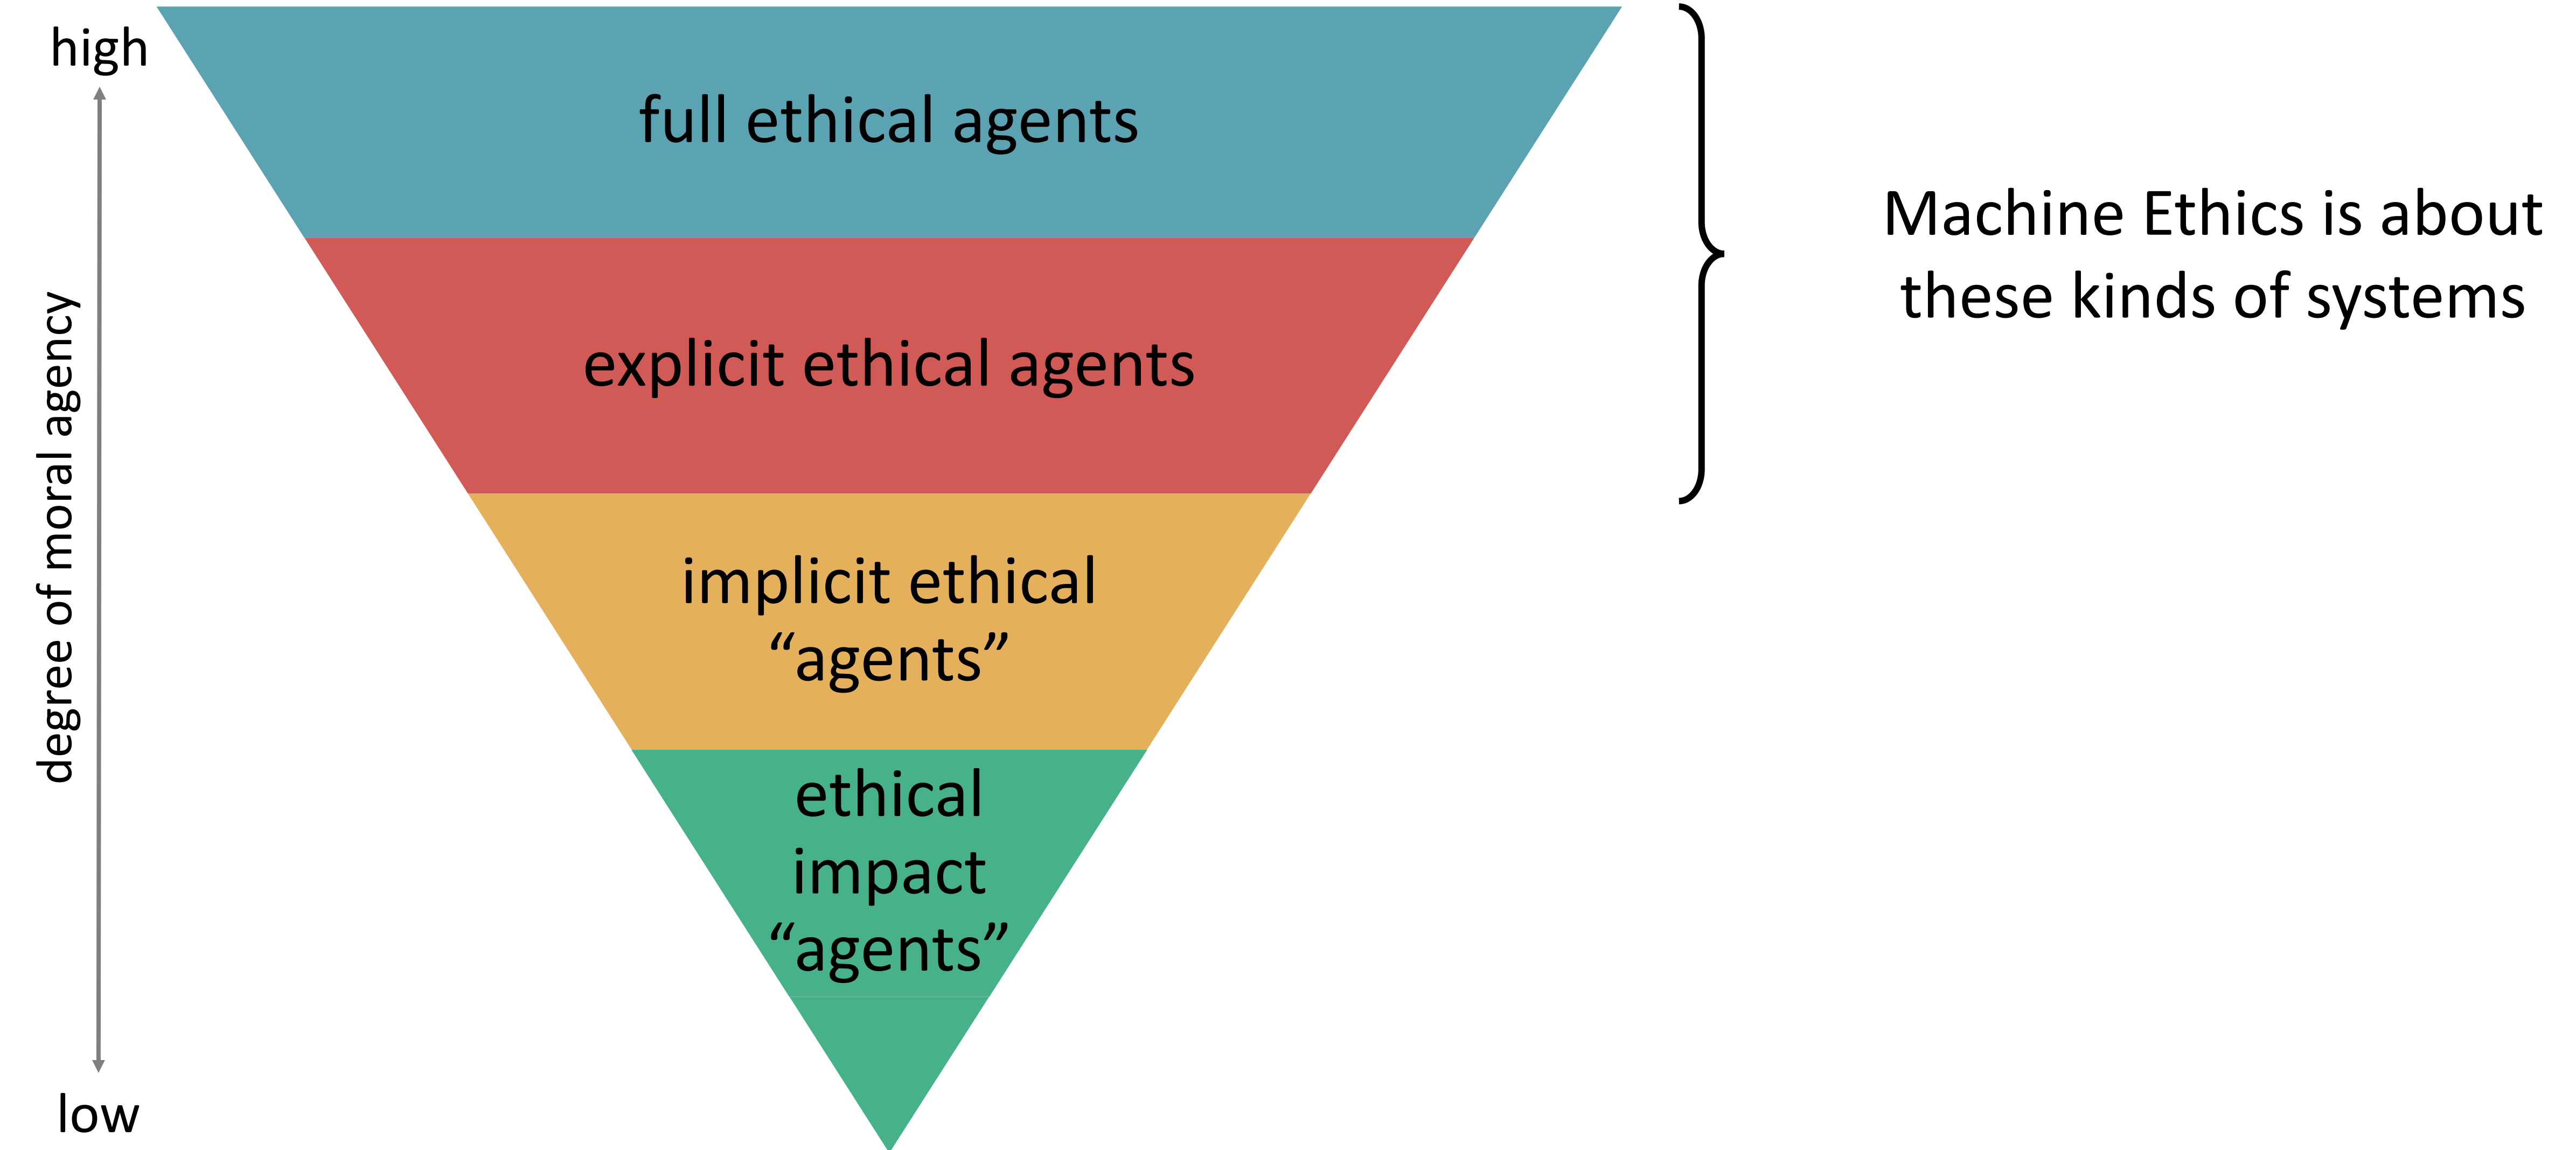 high
degree of moral agency
low
full ethical agents
explicit ethical agents
implicit ethical
“agents”
ethical
impact
“agents”
Machine Ethics is about
these kinds of systems